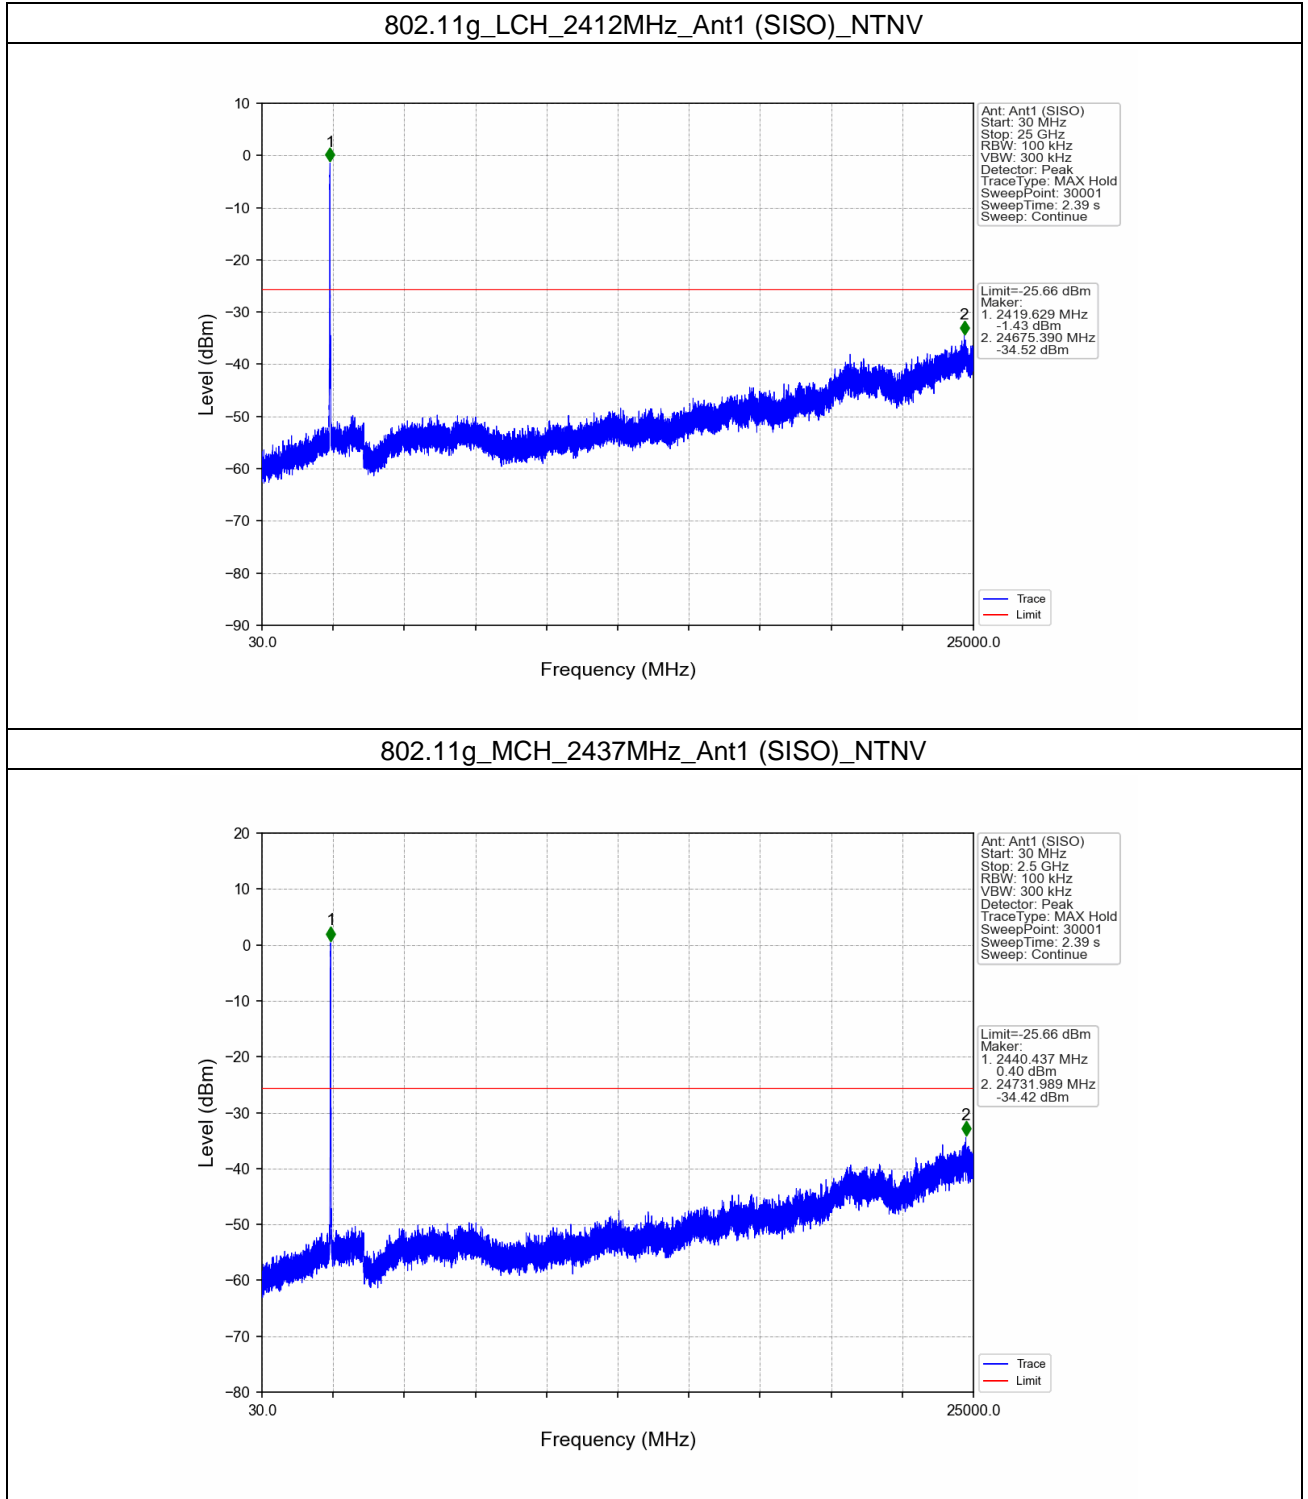 802.11g_LCH_2412MHz_Ant1 (SISO)_NTNV
10
0
−10
−20
−30
−40
−50
−60
−70
−80
−90
Level (dBm)
30.0
25000.0
Frequency (MHz)
1
2
Ant: Ant1 (SISO)
Start: 30 MHz
Stop: 25 GHz
RBW: 100 kHz
VBW: 300 kHz
Detector: Peak
TraceType: MAX Hold
SweepPoint: 30001
SweepTime: 2.39 s
Sweep: Continue
Limit=-25.66 dBm
Maker:
1. 2419.629 MHz
-1.43 dBm
2. 24675.390 MHz
-34.52 dBm
Trace
Limit
802.11g_MCH_2437MHz_Ant1 (SISO)_NTNV
20
10
0
−10
−20
−30
−40
−50
−60
−70
−80
Level (dBm)
30.0
25000.0
Frequency (MHz)
1
2
Ant: Ant1 (SISO)
Start: 30 MHz
Stop: 2.5 GHz
RBW: 100 kHz
VBW: 300 kHz
Detector: Peak
TraceType: MAX Hold
SweepPoint: 30001
SweepTime: 2.39 s
Sweep: Continue
Limit=-25.66 dBm
Maker:
1. 2440.437 MHz
0.40 dBm
2. 24731.989 MHz
-34.42 dBm
Trace
Limit